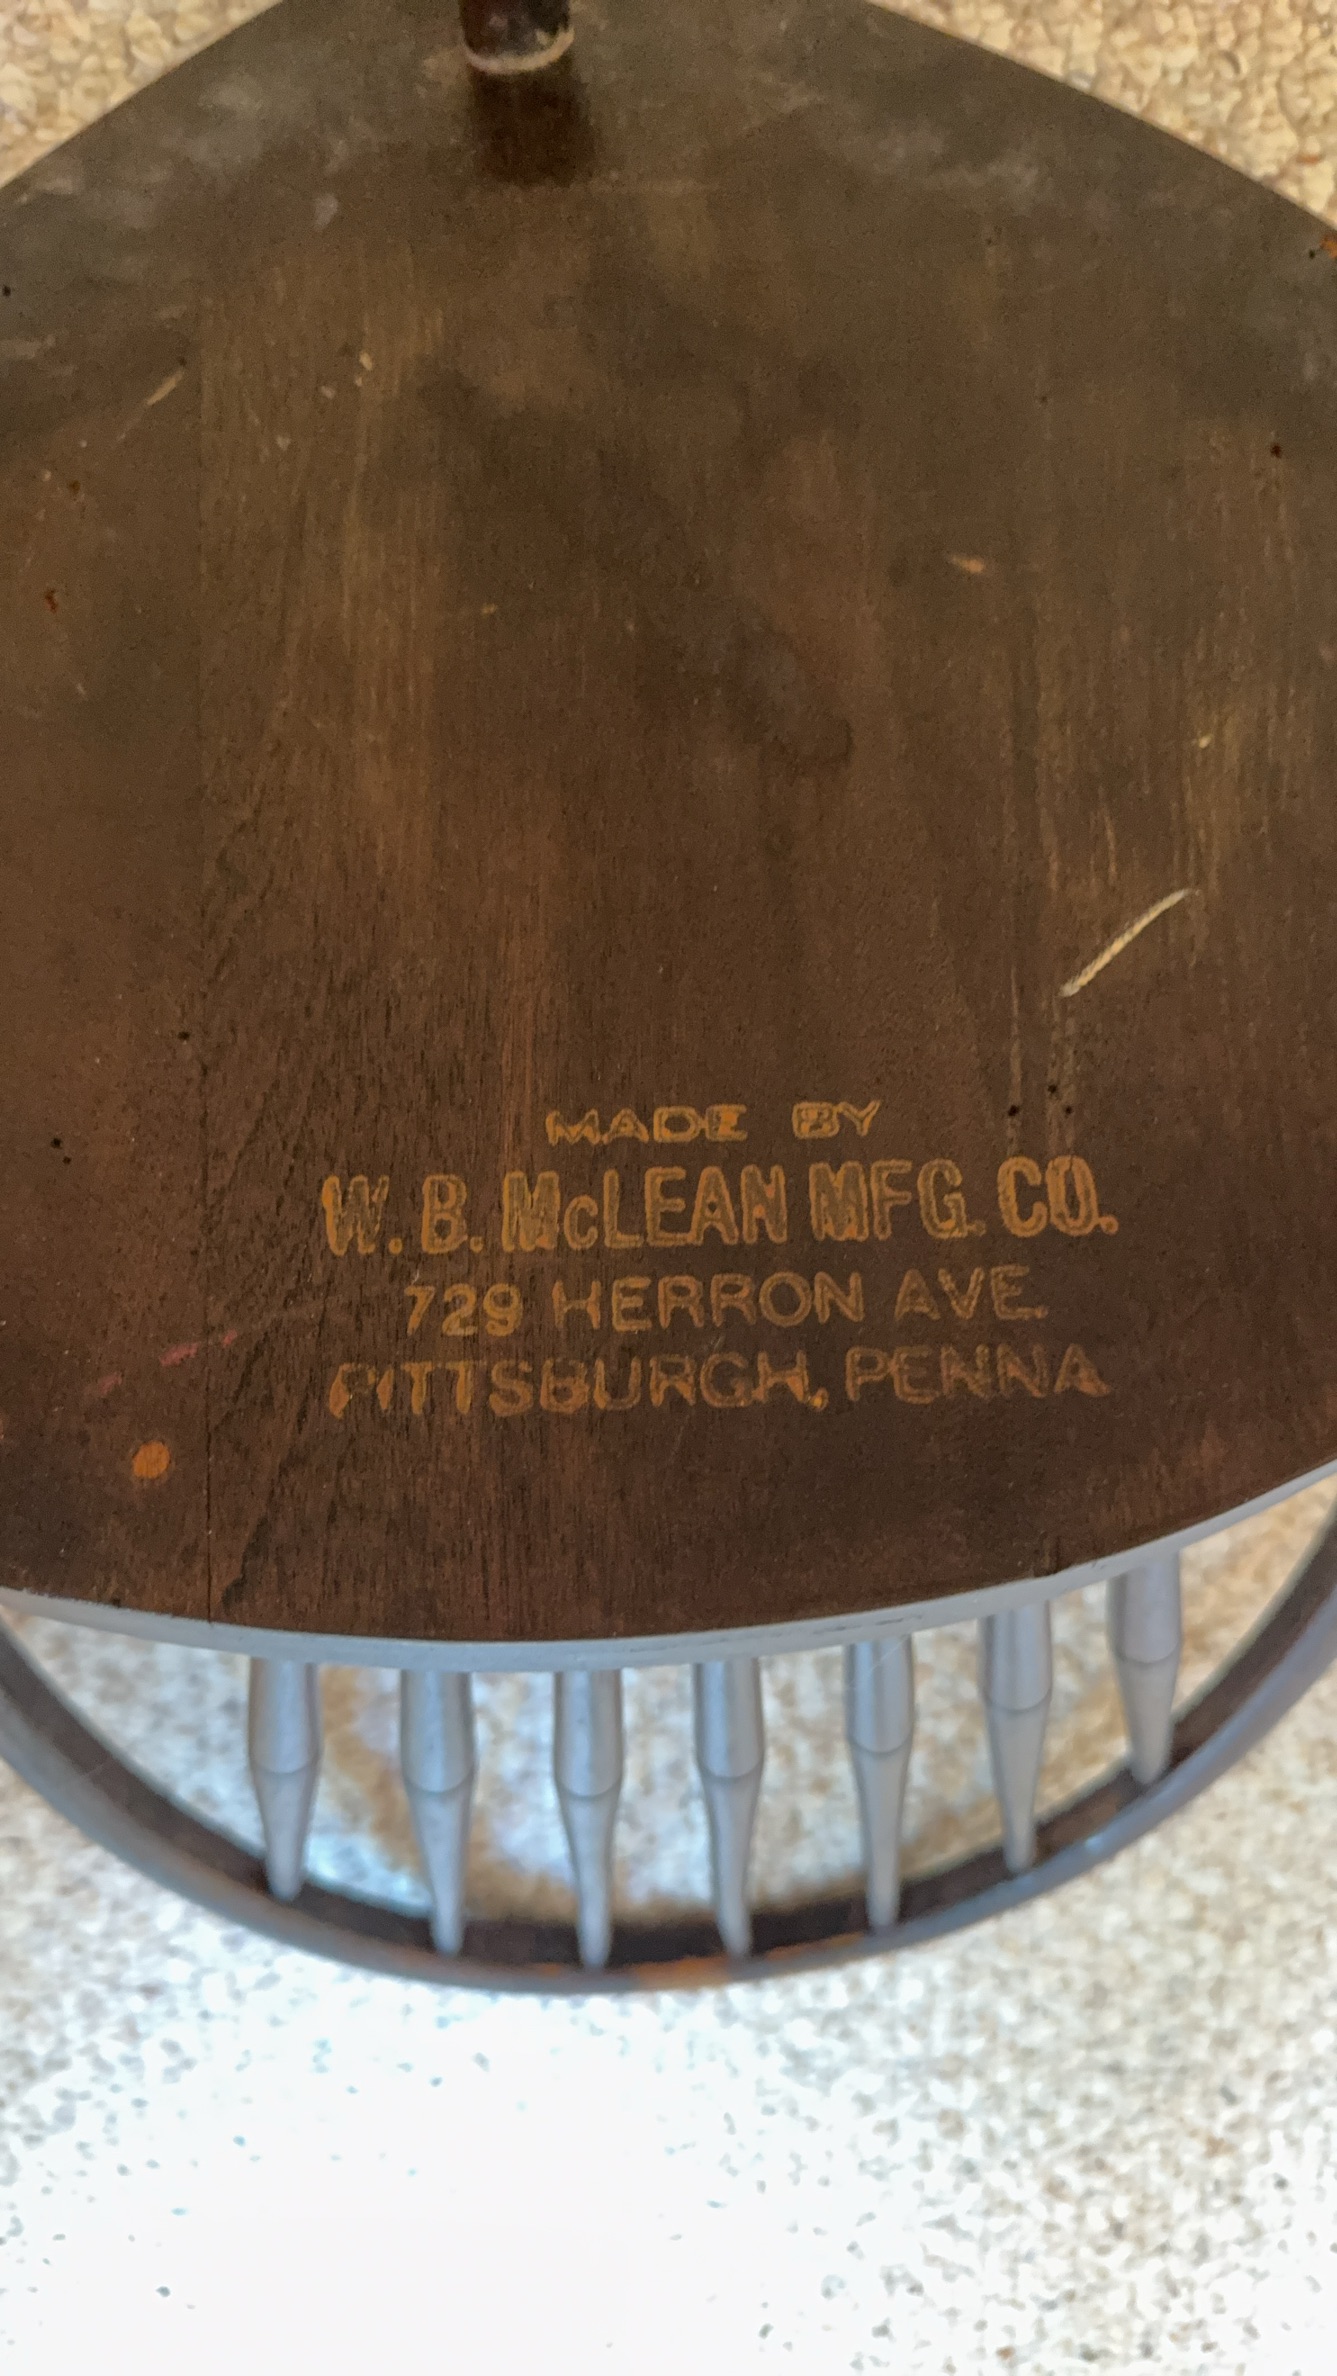 MADE BY
W. B. McLEAN MFG. CO.
729 HERRON AVE.
PITTSBURGH, PENNA